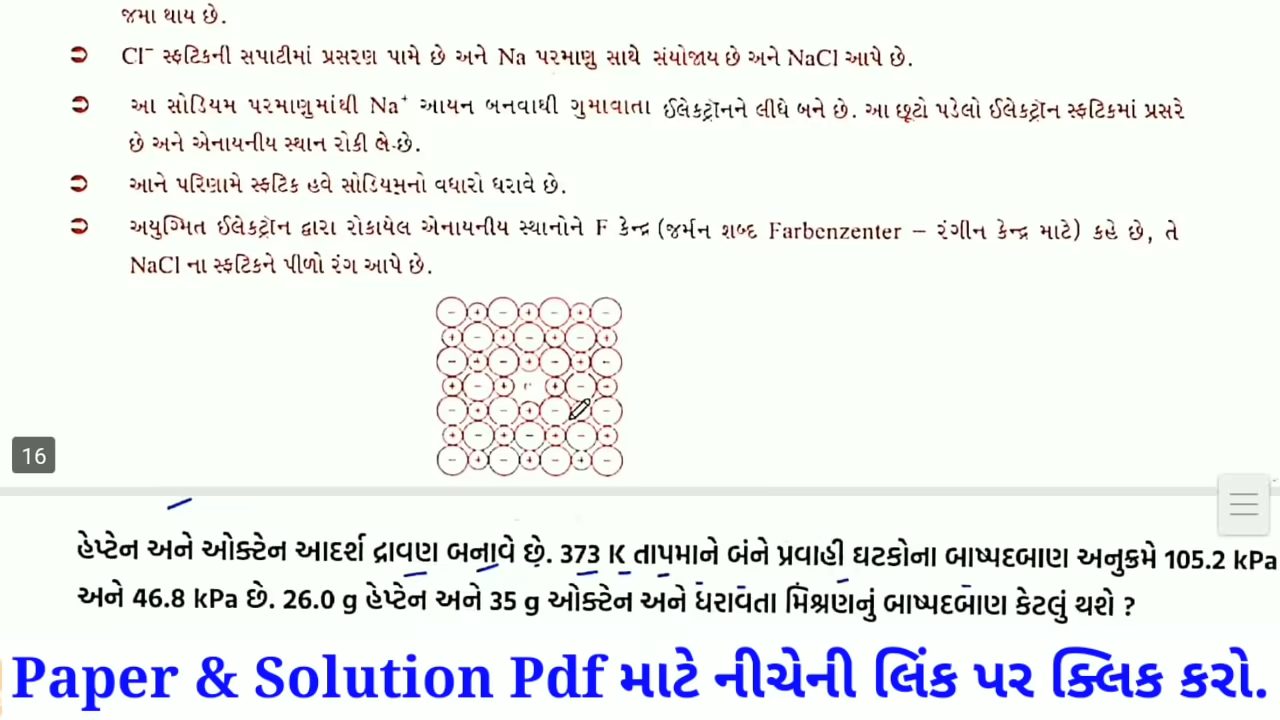 જમા થાય છે.
➲ Cl⁻ સ્ફટિકની સપાટીમાં પ્રસરણ પામે છે અને Na પરમાણુ સાથે સંયોજાય છે અને NaCl આપે છે.
➲ આ સોડિયમ પરમાણુમાંથી Na⁺ આયન બનવાથી ગુમાવાતા ઈલેક્ટ્રૉનને લીધે બને છે. આ છૂટો પડેલો ઈલેક્ટ્રૉન સ્ફટિકમાં પ્રસરે
છે અને એનાયનીય સ્થાન રોકી લે છે.
➲ આને પરિણામે સ્ફટિક હવે સોડિયમનો વધારો ધરાવે છે.
➲ અયુગ્મિત ઈલેક્ટ્રૉન દ્વારા રોકાયેલ એનાયનીય સ્થાનોને F કેન્દ્ર (જર્મન શબ્દ Farbenzenter – રંગીન કેન્દ્ર માટે) કહે છે, તે
NaCl ના સ્ફટિકને પીળો રંગ આપે છે.
- + - + - + -
+ - + - + - +
- + - + - + -
+ - + e⁻ + - +
- + - + - -
+ - + - + - +
- + - + - + -
16
હેપ્ટેન અને ઓક્ટેન આદર્શ દ્રાવણ બનાવે છે. 373 K તાપમાને બંને પ્રવાહી ઘટકોના બાષ્પદબાણ અનુક્રમે 105.2 kPa
અને 46.8 kPa છે. 26.0 g હેપ્ટેન અને 35 g ઓક્ટેન અને ધરાવતા મિશ્રણનું બાષ્પદબાણ કેટલું થશે ?
Paper & Solution Pdf માટે નીચેની લિંક પર ક્લિક કરો.